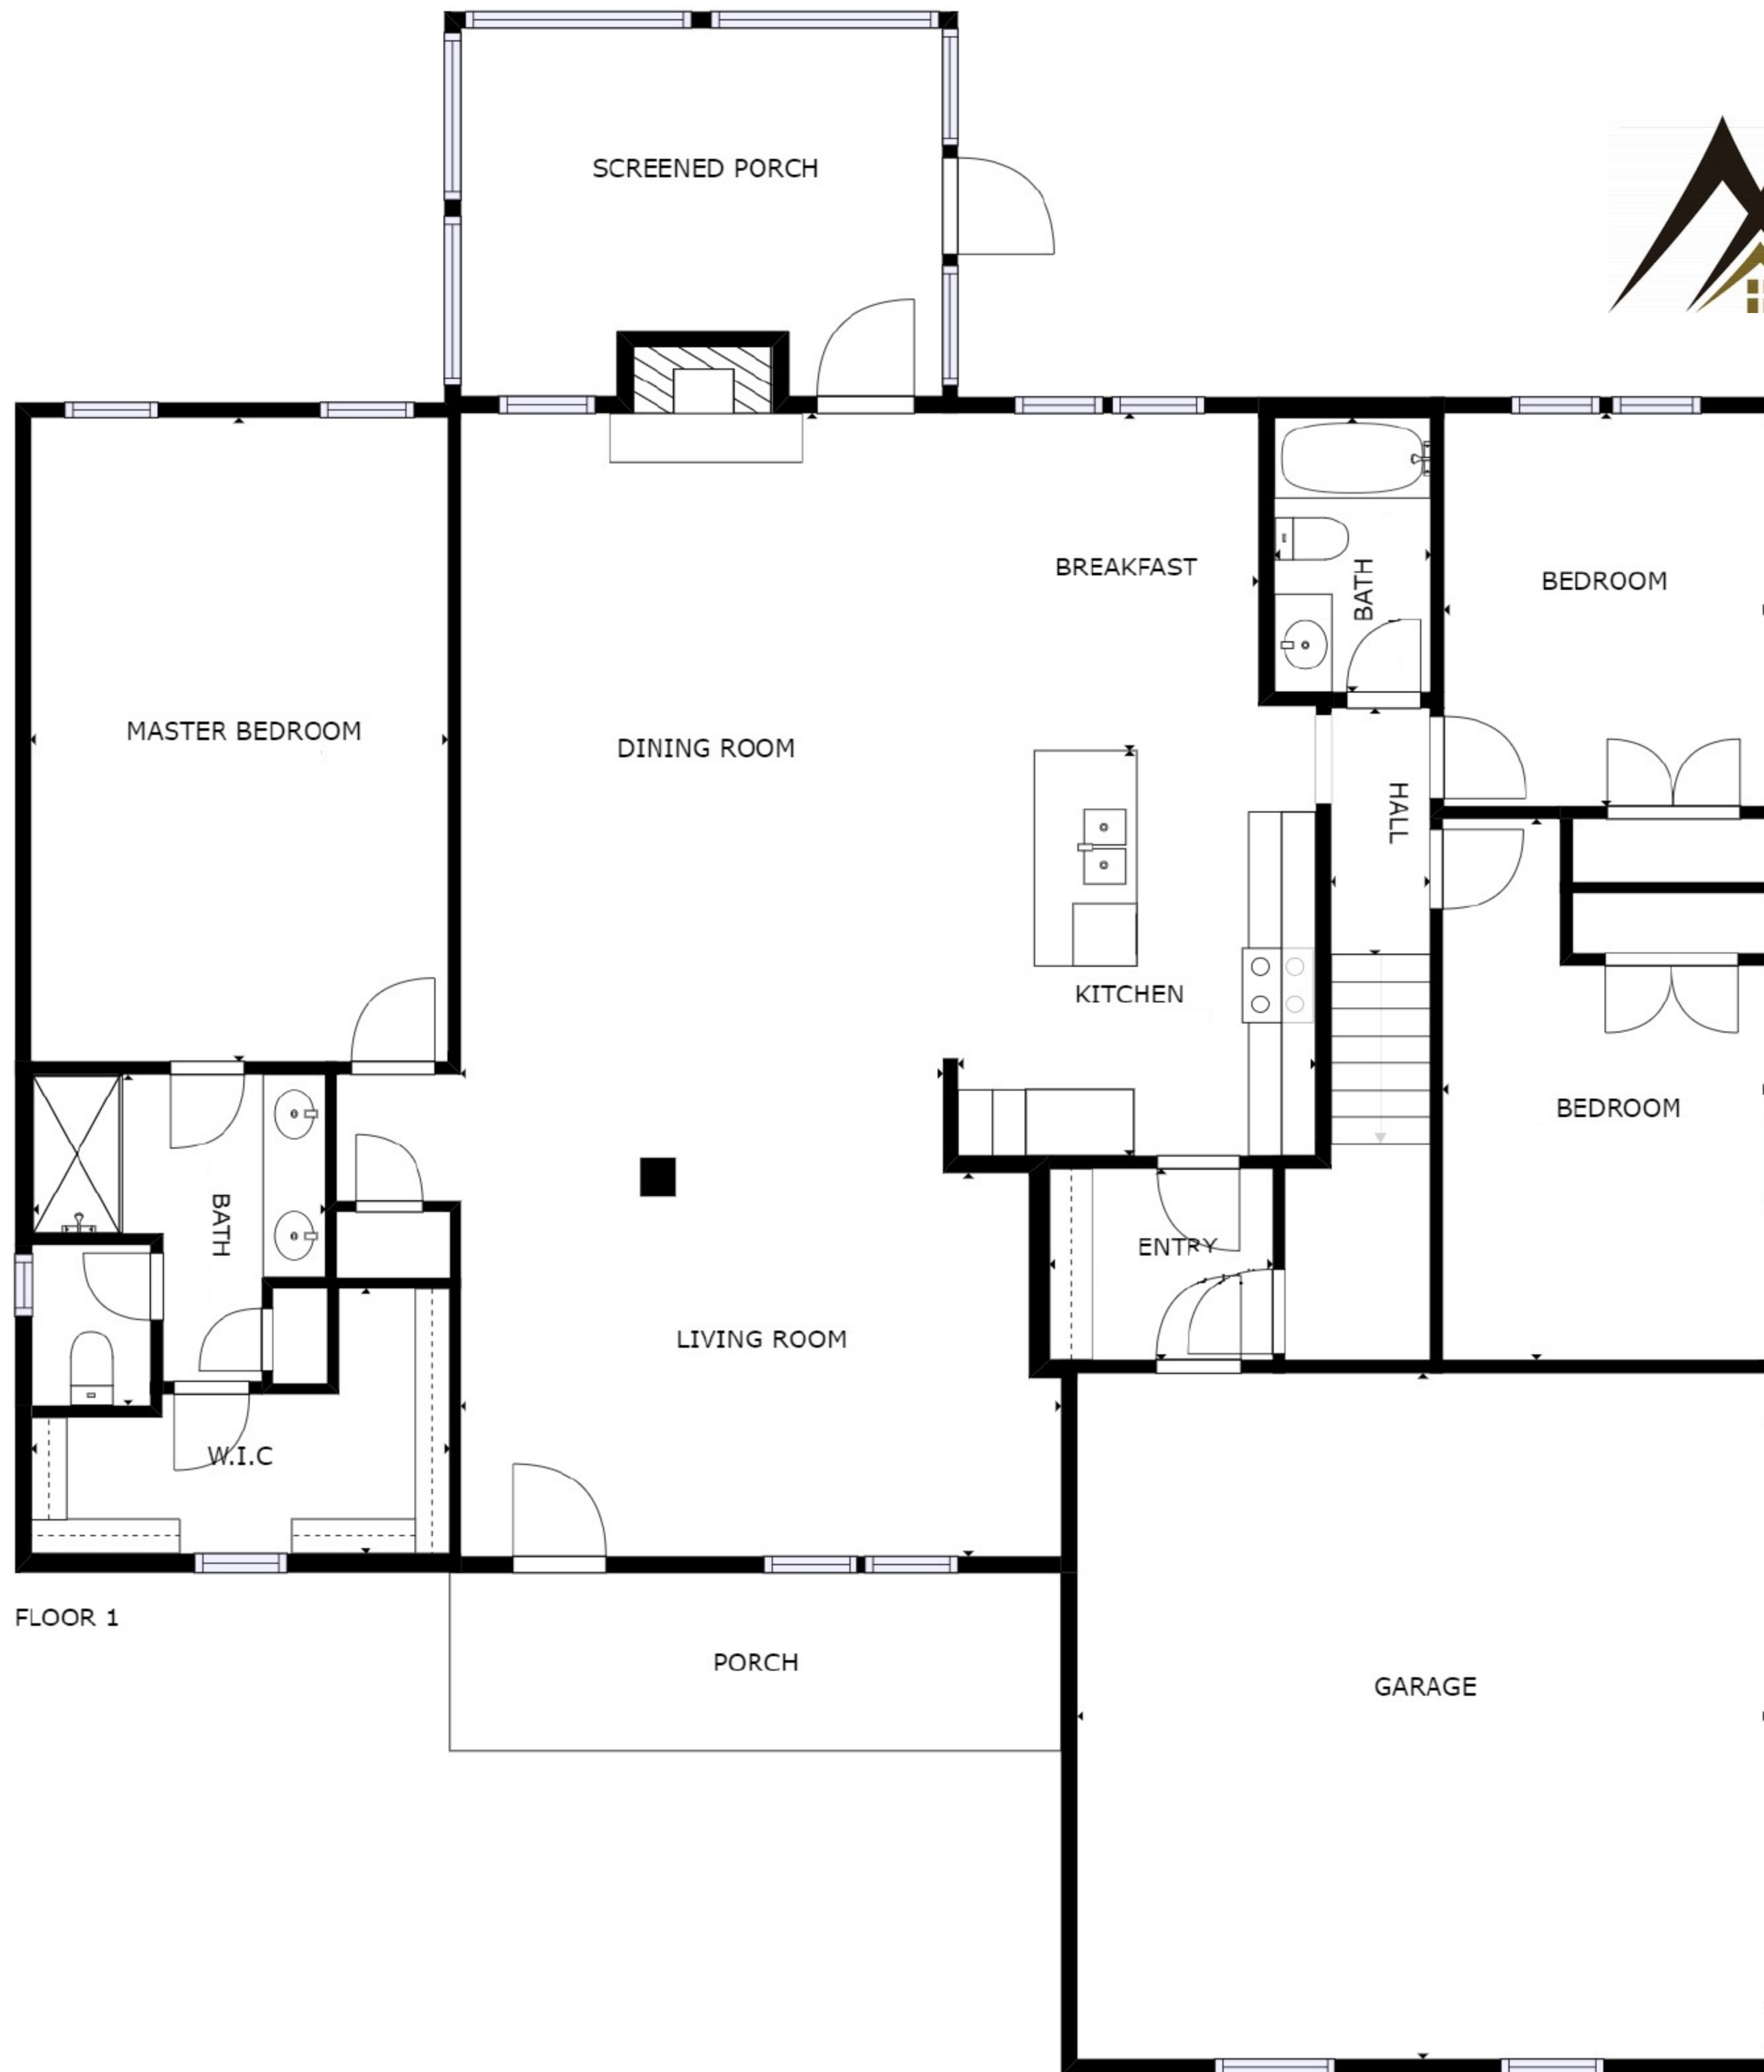 SCREENED PORCH
BREAKFAST
BATH
BEDROOM
MASTER BEDROOM
DINING ROOM
HALL
KITCHEN
BEDROOM
BATH
ENTRY
LIVING ROOM
W.I.C
FLOOR 1
PORCH
GARAGE